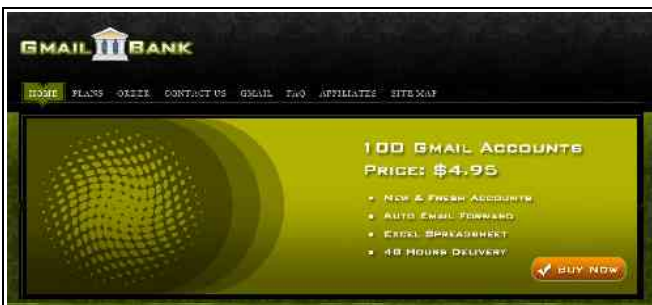 GMAIL BANK
HOME PLANS ORDER CONTACT US GMAIL FAQ AFFILIATES SITE MAP
100 GMAIL ACCOUNTS
PRICE: $4.95
• NEW & FRESH ACCOUNTS
• AUTO EMAIL FORWARD
• EXCEL SPREADSHEET
• 48 HOURS DELIVERY
BUY NOW